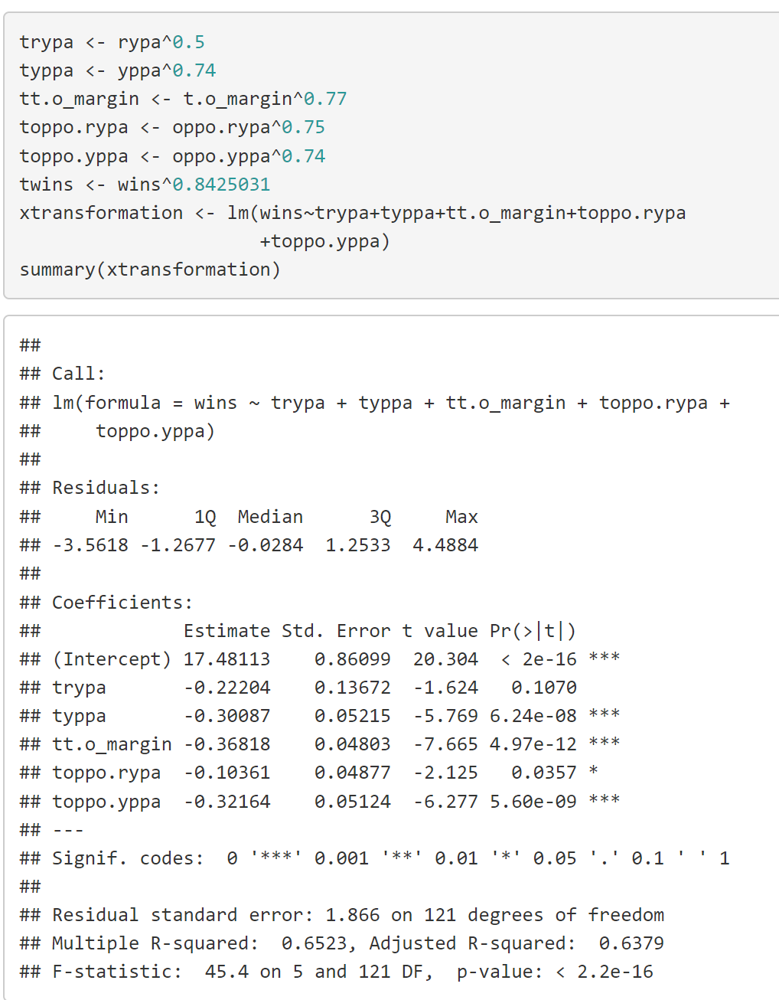 trypa <- rypa^0.5
typpa <- yppa^0.74
tt.o_margin <- t.o_margin^0.77
toppo.rypa <- oppo.rypa^0.75
toppo.yppa <- oppo.yppa^0.74
twins <- wins^0.8425031
xtransformation <- lm(wins~trypa+typpa+tt.o_margin+toppo.rypa
                      +toppo.yppa)
summary(xtransformation)
##
## Call:
## lm(formula = wins ~ trypa + typpa + tt.o_margin + toppo.rypa +
##     toppo.yppa)
##
## Residuals:
##     Min      1Q  Median      3Q     Max
## -3.5618 -1.2677 -0.0284  1.2533  4.4884
##
## Coefficients:
##             Estimate Std. Error t value Pr(>|t|)
## (Intercept) 17.48113    0.86099  20.304  < 2e-16 ***
## trypa       -0.22204    0.13672  -1.624   0.1070
## typpa       -0.30087    0.05215  -5.769 6.24e-08 ***
## tt.o_margin -0.36818    0.04803  -7.665 4.97e-12 ***
## toppo.rypa  -0.10361    0.04877  -2.125   0.0357 *
## toppo.yppa  -0.32164    0.05124  -6.277 5.60e-09 ***
## ---
## Signif. codes:  0 '***' 0.001 '**' 0.01 '*' 0.05 '.' 0.1 ' ' 1
##
## Residual standard error: 1.866 on 121 degrees of freedom
## Multiple R-squared:  0.6523, Adjusted R-squared:  0.6379
## F-statistic:  45.4 on 5 and 121 DF,  p-value: < 2.2e-16